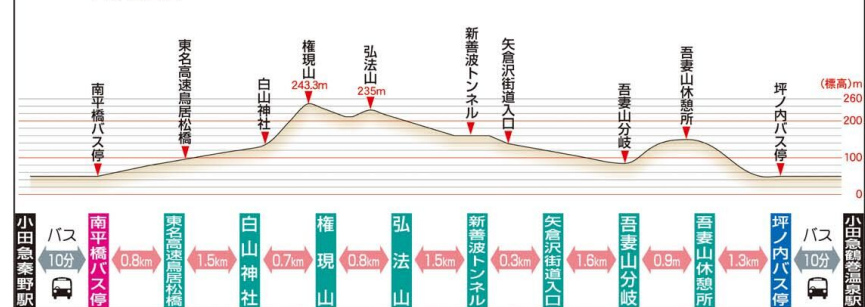 南平橋バス停
東名高速鳥居松橋
白山神社
権現山
243.3m
弘法山
235m
新善波トンネル
矢倉沢街道入口
吾妻山分岐
吾妻山休憩所
坪ノ内バス停
(標高)m
260
200
100
0
小田急秦野駅
バス
10分
南平橋バス停
0.8km
東名高速鳥居松橋
1.5km
白山神社
0.7km
権現山
0.8km
弘法山
1.5km
新善波トンネル
0.3km
矢倉沢街道入口
1.6km
吾妻山分岐
0.9m
吾妻山休憩所
1.3km
坪ノ内バス停
バス
10分
小田急鶴巻温泉駅